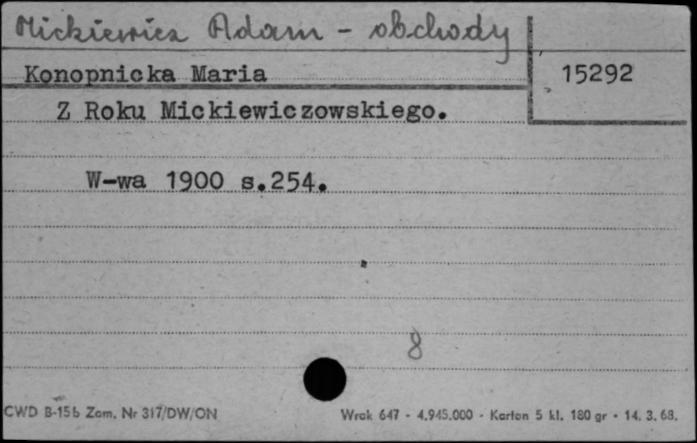 Mickiewicz Adam - obchody
Konopnicka Maria
15292
Z Roku Mickiewiczowskiego.
W-wa 1900 s.254.
8
CWD B-15b Zam. Nr 317/DW/ON
Wrok 647 - 4.945.000 - Karton 5 kl. 180 gr - 14. 3. 68.